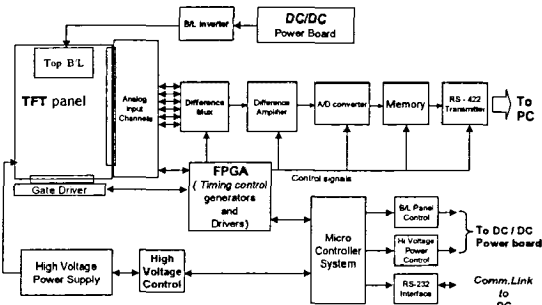 DC/DC
Power Board
B/L Inverter
Top B/L
TFT panel
Analog
Input
Channels
Difference
Mux
Difference
Amplifier
A/D converter
Memory
RS - 422
Transmitter
To
PC
FPGA
( Timing control
generators
and
Drivers)
Control signals
Gate Driver
Micro
Controller
System
B/L Panel
Control
Hi Voltage
Power
Control
To DC / DC
Power board
High Voltage
Power Supply
High
Voltage
Control
RS-232
Interface
Comm.Link
to